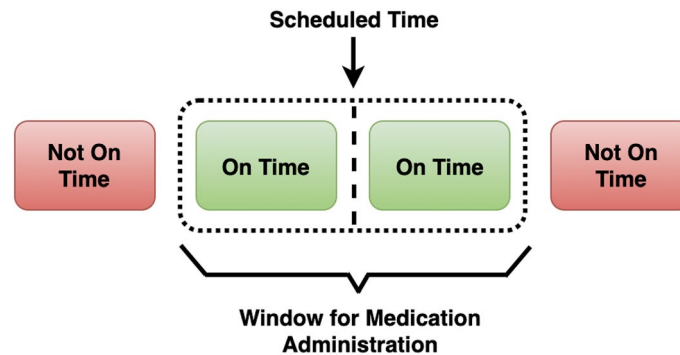 Scheduled Time
Not On
Time
On Time
On Time
Not On
Time
Window for Medication
Administration